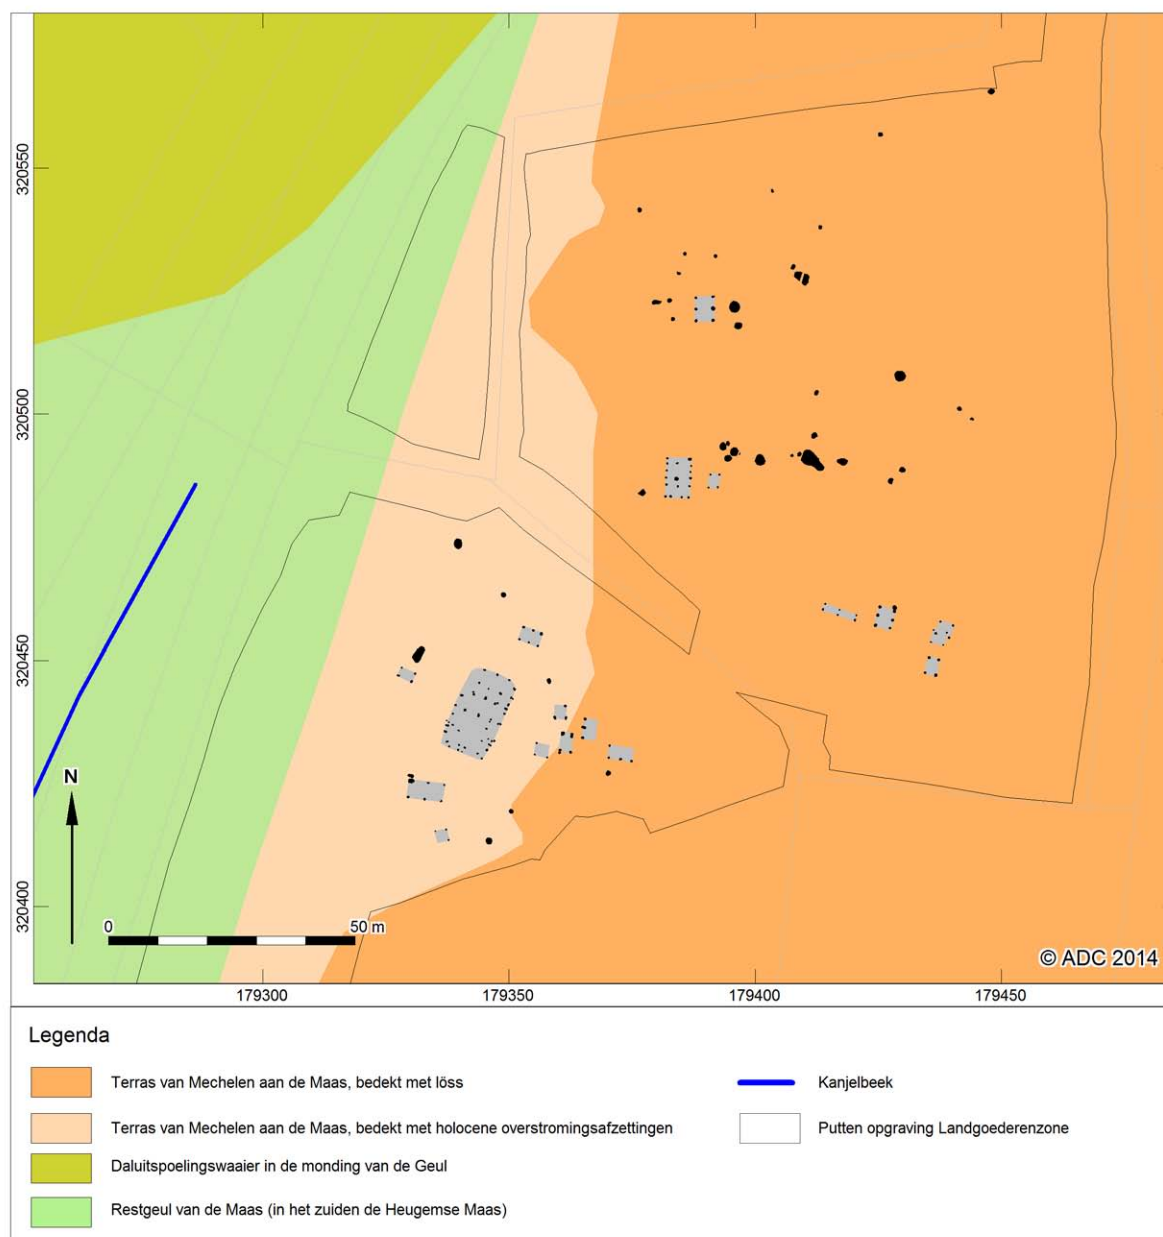 320550
320500
320450
320400
N
0 50 m
© ADC 2014
179300 179350 179400 179450
Legenda
Terras van Mechelen aan de Maas, bedekt met löss
Kanjelbeek
Terras van Mechelen aan de Maas, bedekt met holocene overstromingsafzettingen
Putten opgraving Landgoederenzone
Daluitspoelingswaaier in de monding van de Geul
Restgeul van de Maas (in het zuiden de Heugemse Maas)